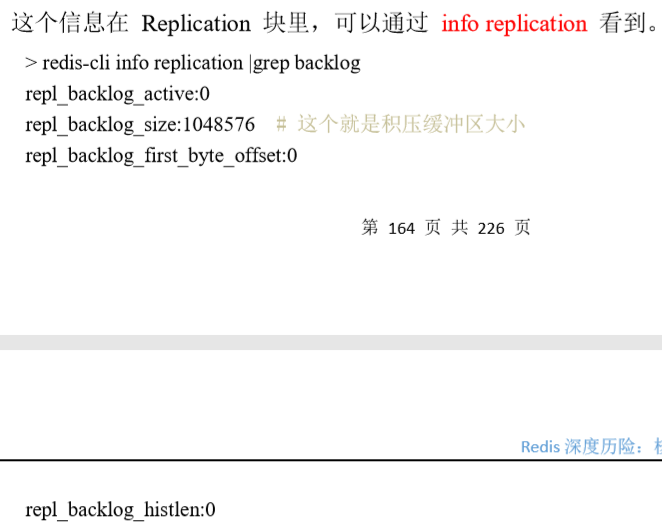 这个信息在 Replication 块里，可以通过 info replication 看到。
> redis-cli info replication |grep backlog
repl_backlog_active:0
repl_backlog_size:1048576 # 这个就是积压缓冲区大小
repl_backlog_first_byte_offset:0
第 164 页 共 226 页
Redis 深度历险：
repl_backlog_histlen:0